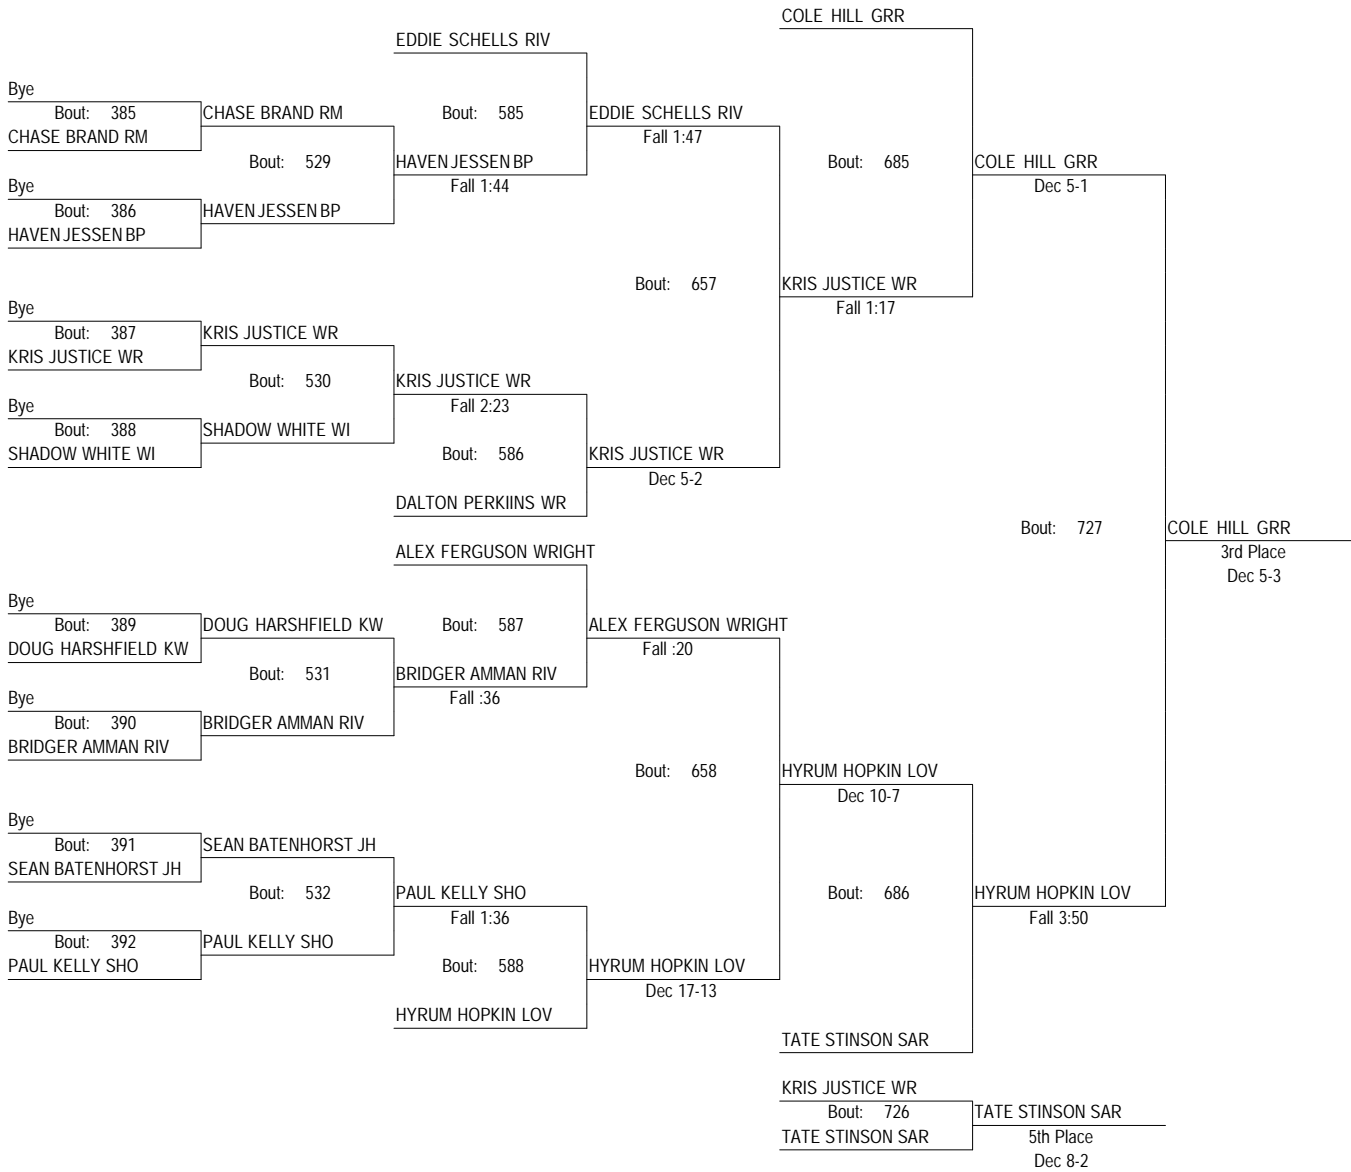 COLE HILL GRR
EDDIE SCHELLS RIV
Bye
Bout: 385
CHASE BRAND RM
CHASE BRAND RM
Bout: 585
EDDIE SCHELLS RIV
Fall 1:47
Bout: 529
HAVEN JESSEN BP
Fall 1:44
Bout: 685
COLE HILL GRR
Dec 5-1
Bye
Bout: 386
HAVEN JESSEN BP
HAVEN JESSEN BP
Bout: 657
KRIS JUSTICE WR
Fall 1:17
Bye
Bout: 387
KRIS JUSTICE WR
KRIS JUSTICE WR
Bout: 530
KRIS JUSTICE WR
Fall 2:23
Bye
Bout: 388
SHADOW WHITE WI
SHADOW WHITE WI
Bout: 586
KRIS JUSTICE WR
Dec 5-2
DALTON PERKIINS WR
Bout: 727
COLE HILL GRR
3rd Place
Dec 5-3
ALEX FERGUSON WRIGHT
Bye
Bout: 389
DOUG HARSHFIELD KW
DOUG HARSHFIELD KW
Bout: 587
ALEX FERGUSON WRIGHT
Fall :20
Bout: 531
BRIDGER AMMAN RIV
Fall :36
Bye
Bout: 390
BRIDGER AMMAN RIV
BRIDGER AMMAN RIV
Bout: 658
HYRUM HOPKIN LOV
Dec 10-7
Bye
Bout: 391
SEAN BATENHORST JH
SEAN BATENHORST JH
Bout: 532
PAUL KELLY SHO
Fall 1:36
Bout: 686
HYRUM HOPKIN LOV
Fall 3:50
Bye
Bout: 392
PAUL KELLY SHO
PAUL KELLY SHO
Bout: 588
HYRUM HOPKIN LOV
Dec 17-13
HYRUM HOPKIN LOV
TATE STINSON SAR
KRIS JUSTICE WR
Bout: 726
TATE STINSON SAR
TATE STINSON SAR
5th Place
Dec 8-2